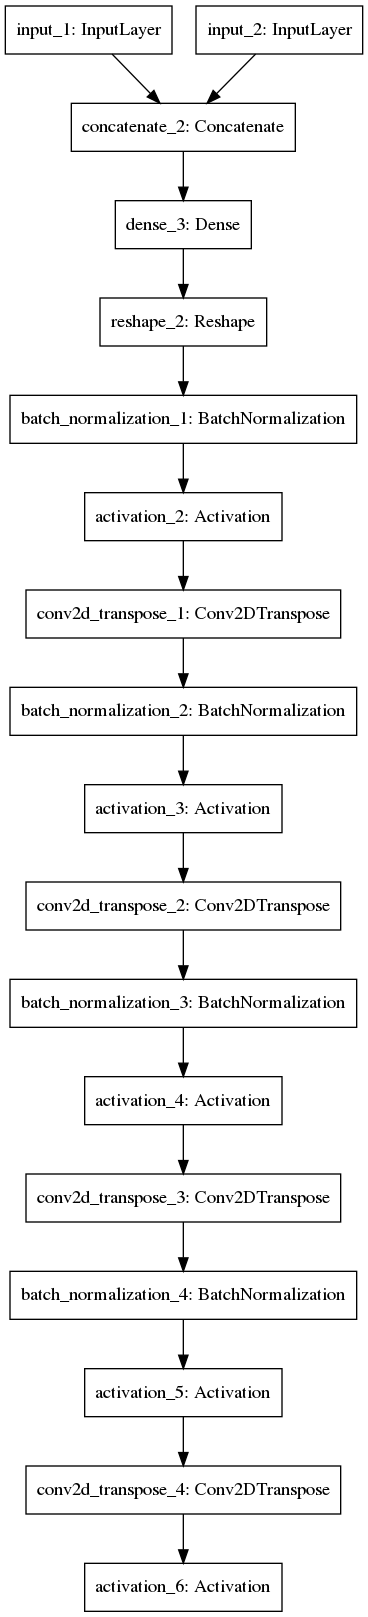 input_1: InputLayer
input_2: InputLayer
concatenate_2: Concatenate
dense_3: Dense
reshape_2: Reshape
batch_normalization_1: BatchNormalization
activation_2: Activation
conv2d_transpose_1: Conv2DTranspose
batch_normalization_2: BatchNormalization
activation_3: Activation
conv2d_transpose_2: Conv2DTranspose
batch_normalization_3: BatchNormalization
activation_4: Activation
conv2d_transpose_3: Conv2DTranspose
batch_normalization_4: BatchNormalization
activation_5: Activation
conv2d_transpose_4: Conv2DTranspose
activation_6: Activation